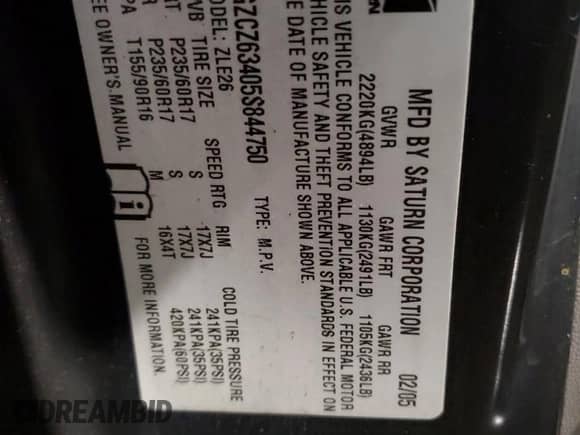 MFD BY SATURN CORPORATION 02/05
GVWR GAWR FRT GAWR RR
2220KG(4894LB) 1130KG(2491LB) 1105KG(2436LB)
IS VEHICLE CONFORMS TO ALL APPLICABLE U.S. FEDERAL MOTOR
HICLE SAFETY AND THEFT PREVENTION STANDARDS IN EFFECT ON
E DATE OF MANUFACTURE SHOWN ABOVE.
GZCZ63405S844750 TYPE: M.P.V.
MODEL: ZLE26
VB TIRE SIZE SPEED RTG RIM COLD TIRE PRESSURE
P235/60R17 S 17X7J 241KPA(35PSI)
P235/60R17 S 17X7J 241KPA(35PSI)
PA T155/90R16 M 16X4T 420KPA(60PSI)
EE OWNER'S MANUAL FOR MORE INFORMATION.
DREAMBID